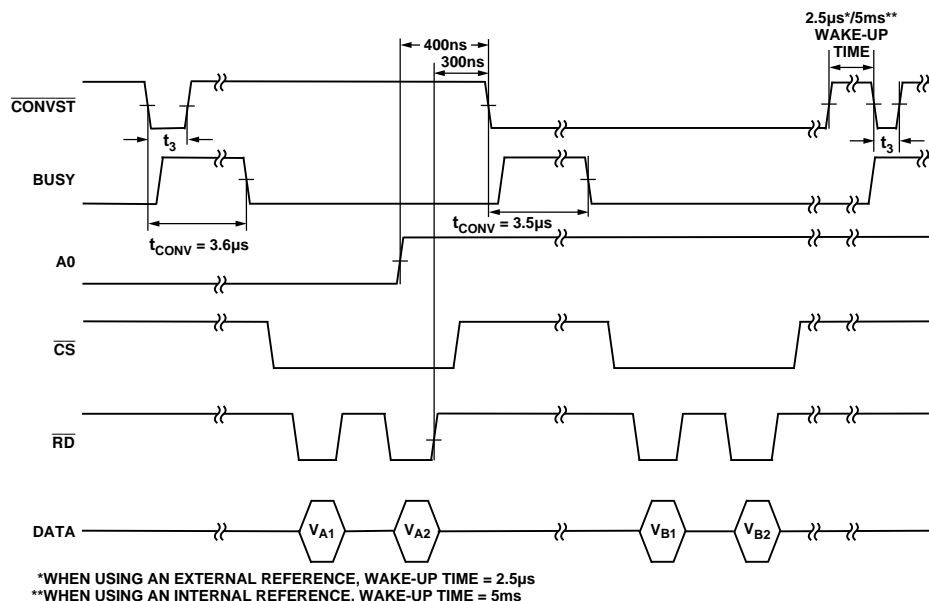 2.5µs*/5ms**
WAKE-UP
TIME
400ns
300ns
CONVST
t3
t3
BUSY
tCONV = 3.6µs
tCONV = 3.5µs
A0
CS
RD
DATA
VA1
VA2
VB1
VB2
*WHEN USING AN EXTERNAL REFERENCE, WAKE-UP TIME = 2.5µs
**WHEN USING AN INTERNAL REFERENCE, WAKE-UP TIME = 5ms